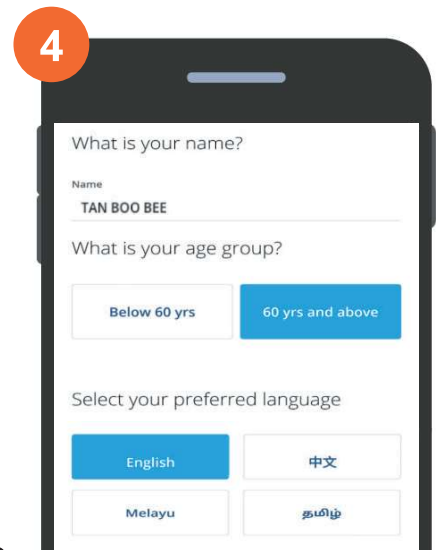 4
What is your name?
Name
TAN BOO BEE
What is your age group?
Below 60 yrs 60 yrs and above
Select your preferred language
English 中文
Melayu தமிழ்